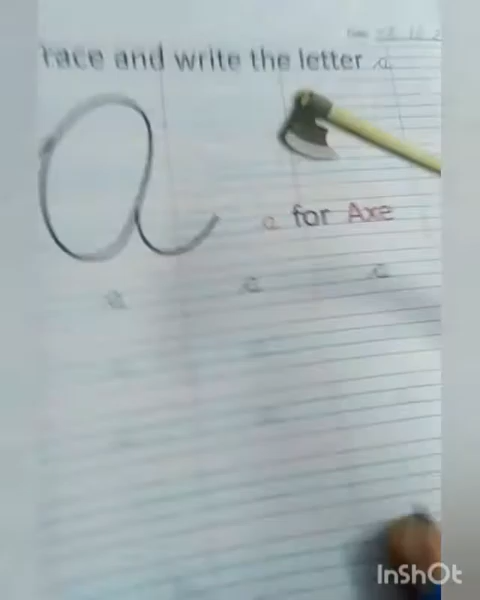 race and write the letter a
a
a for Axe
a a a
InShOt